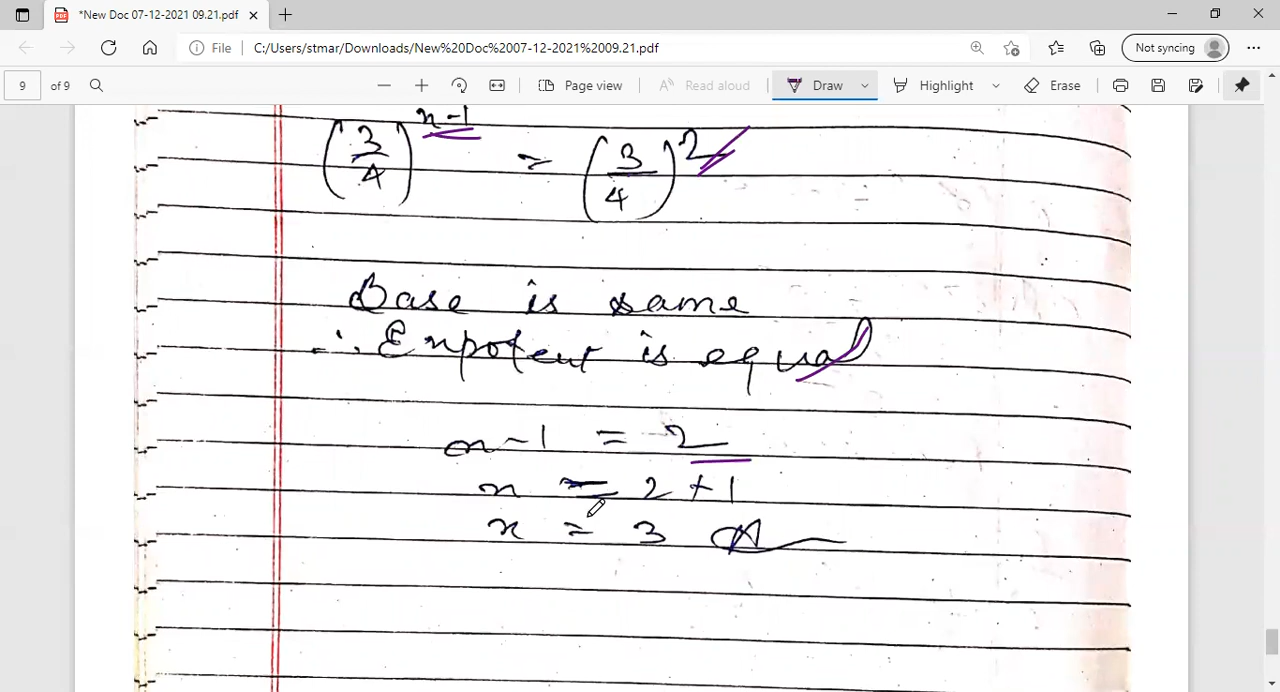 *New Doc 07-12-2021 09.21.pdf
File C:/Users/stmar/Downloads/New%20Doc%2007-12-2021%2009.21.pdf Not syncing
9 of 9 Page view Read aloud Draw Highlight Erase
(3/4)^x-1 = (3/4)^2
Base is same
∴ Expotent is equal
x-1 = 2
x = 2+1
x = 3